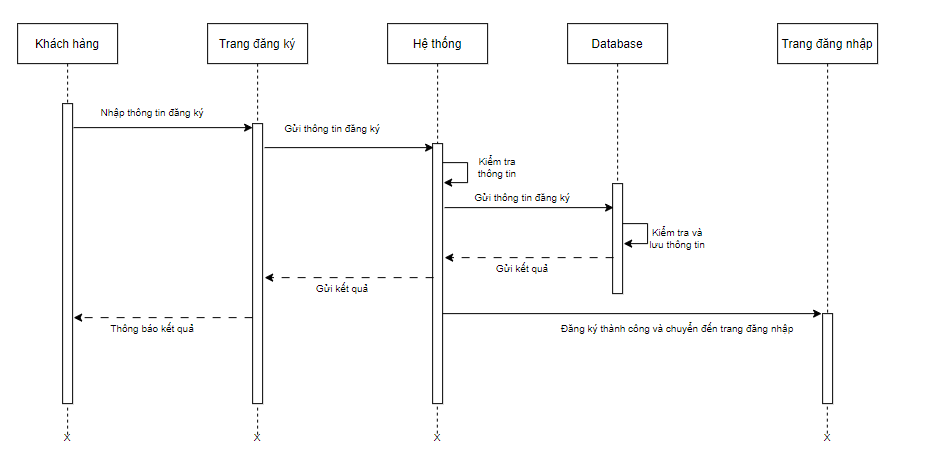 Khách hàng
Trang đăng ký
Hệ thống
Database
Trang đăng nhập
Nhập thông tin đăng ký
Gửi thông tin đăng ký
Kiểm tra
thông tin
Gửi thông tin đăng ký
Kiểm tra và
lưu thông tin
Gửi kết quả
Gửi kết quả
Thông báo kết quả
Đăng ký thành công và chuyển đến trang đăng nhập
X
X
X
X